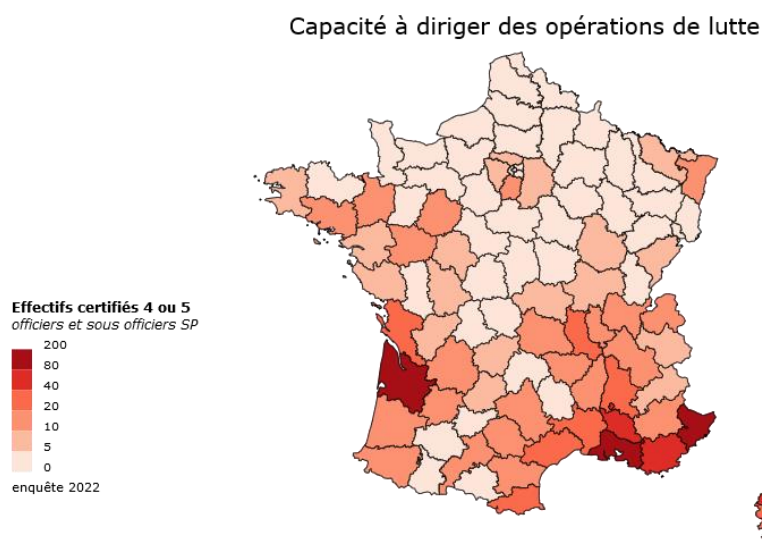 Capacité à diriger des opérations de lutte
Effectifs certifiés 4 ou 5
officiers et sous officiers SP
200
80
40
20
10
5
0
enquête 2022